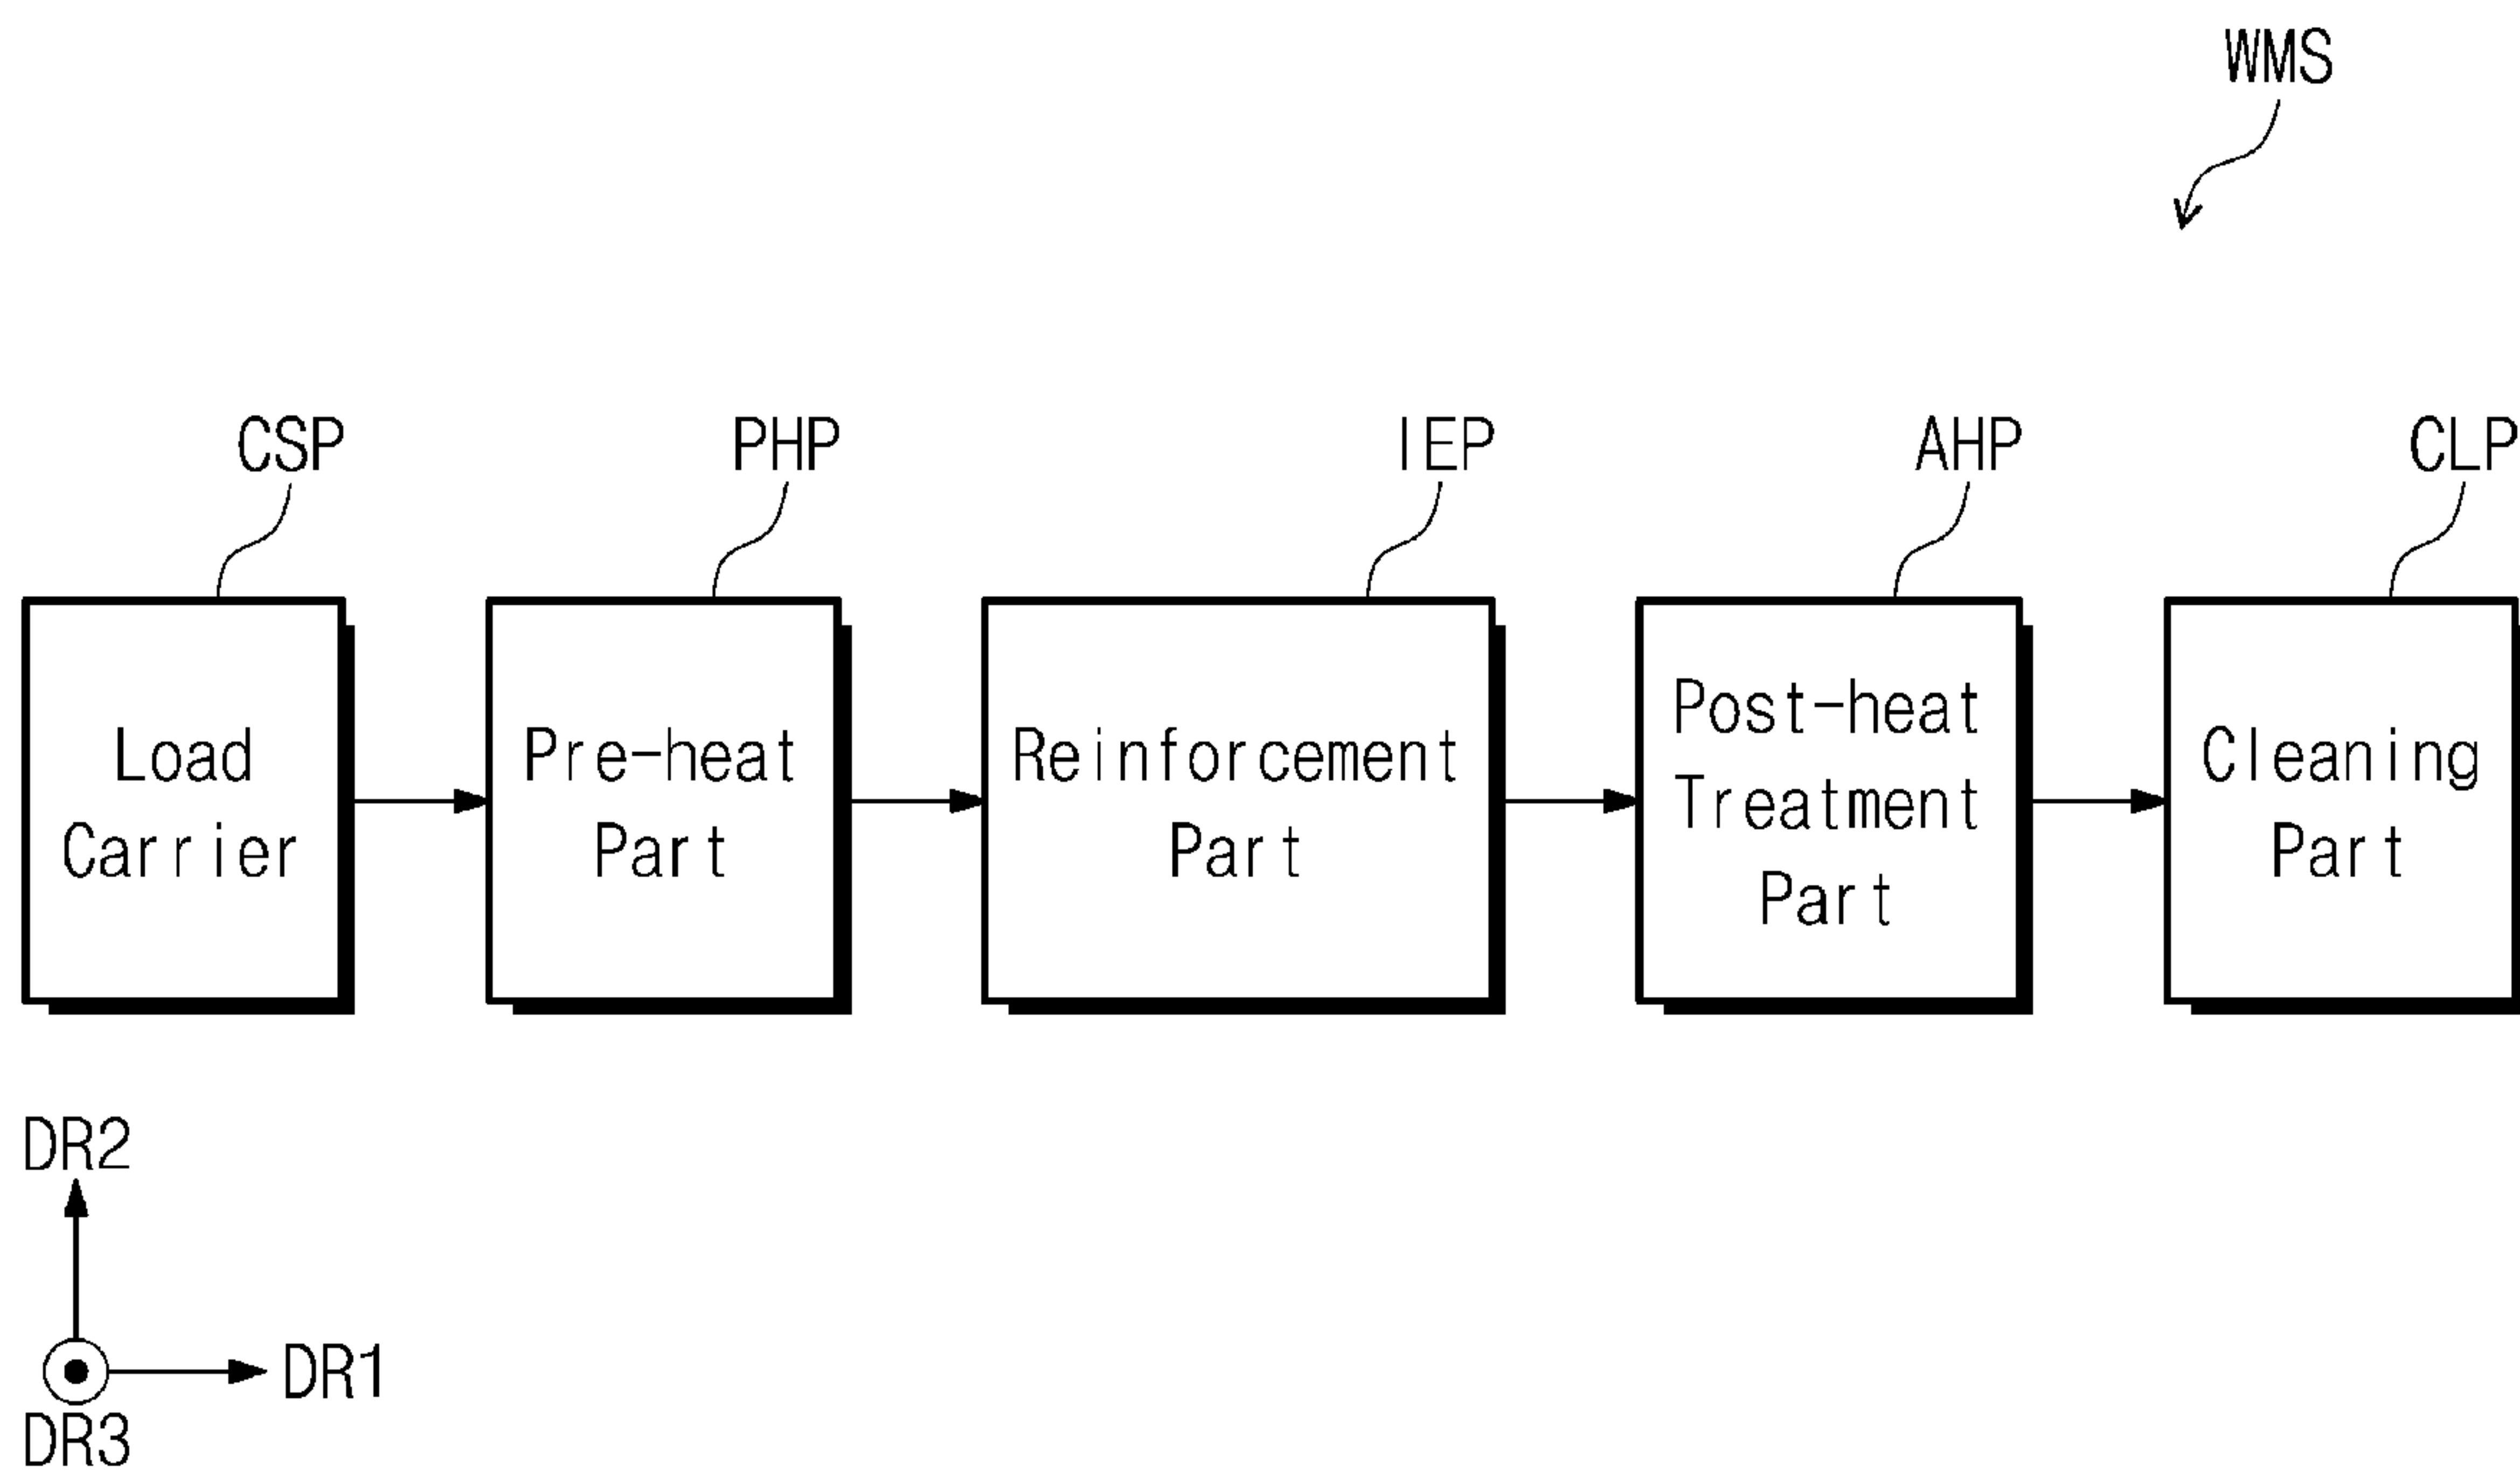 WMS
CSP
PHP
IEP
AHP
CLP
Load
Carrier
Pre-heat
Part
Reinforcement
Part
Post-heat
Treatment
Part
Cleaning
Part
DR2
DR1
DR3